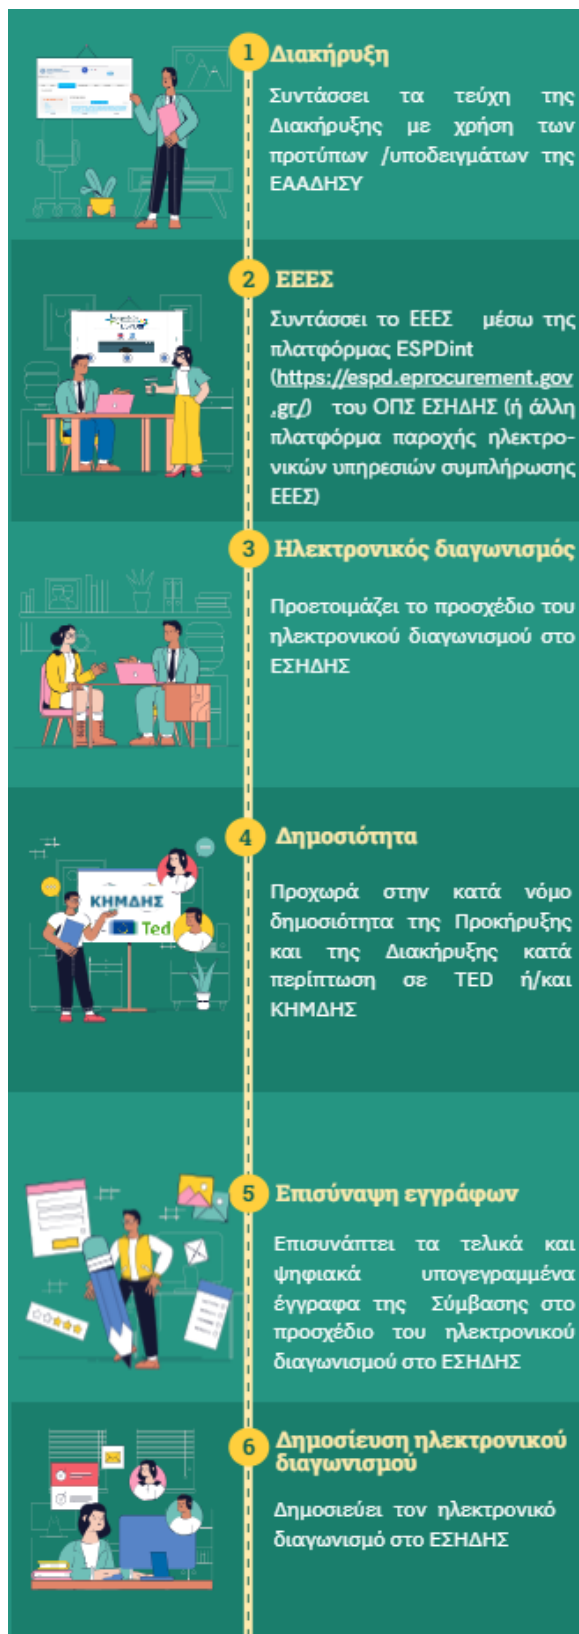 1 Διακήρυξη
Συντάσσει τα τεύχη της
Διακήρυξης με χρήση των
προτύπων /υποδειγμάτων της
ΕΑΑΔΗΣΥ
2 ΕΕΕΣ
Συντάσσει το ΕΕΕΣ μέσω της
πλατφόρμας ESPDint
(https://espd.eprocurement.gov
.gr/) του ΟΠΣ ΕΣΗΔΗΣ (ή άλλη
πλατφόρμα παροχής ηλεκτρο-
νικών υπηρεσιών συμπλήρωσης
ΕΕΕΣ)
3 Ηλεκτρονικός διαγωνισμός
Προετοιμάζει το προσχέδιο του
ηλεκτρονικού διαγωνισμού στο
ΕΣΗΔΗΣ
4 Δημοσιότητα
ΚΗΜΔΗΣ
Ted
Προχωρά στην κατά νόμο
δημοσιότητα της Προκήρυξης
και της Διακήρυξης κατά
περίπτωση σε TED ή/και
ΚΗΜΔΗΣ
5 Επισύναψη εγγράφων
Επισυνάπτει τα τελικά και
ψηφιακά υπογεγραμμένα
έγγραφα της Σύμβασης στο
προσχέδιο του ηλεκτρονικού
διαγωνισμού στο ΕΣΗΔΗΣ
6 Δημοσίευση ηλεκτρονικού
διαγωνισμού
Δημοσιεύει τον ηλεκτρονικό
διαγωνισμό στο ΕΣΗΔΗΣ